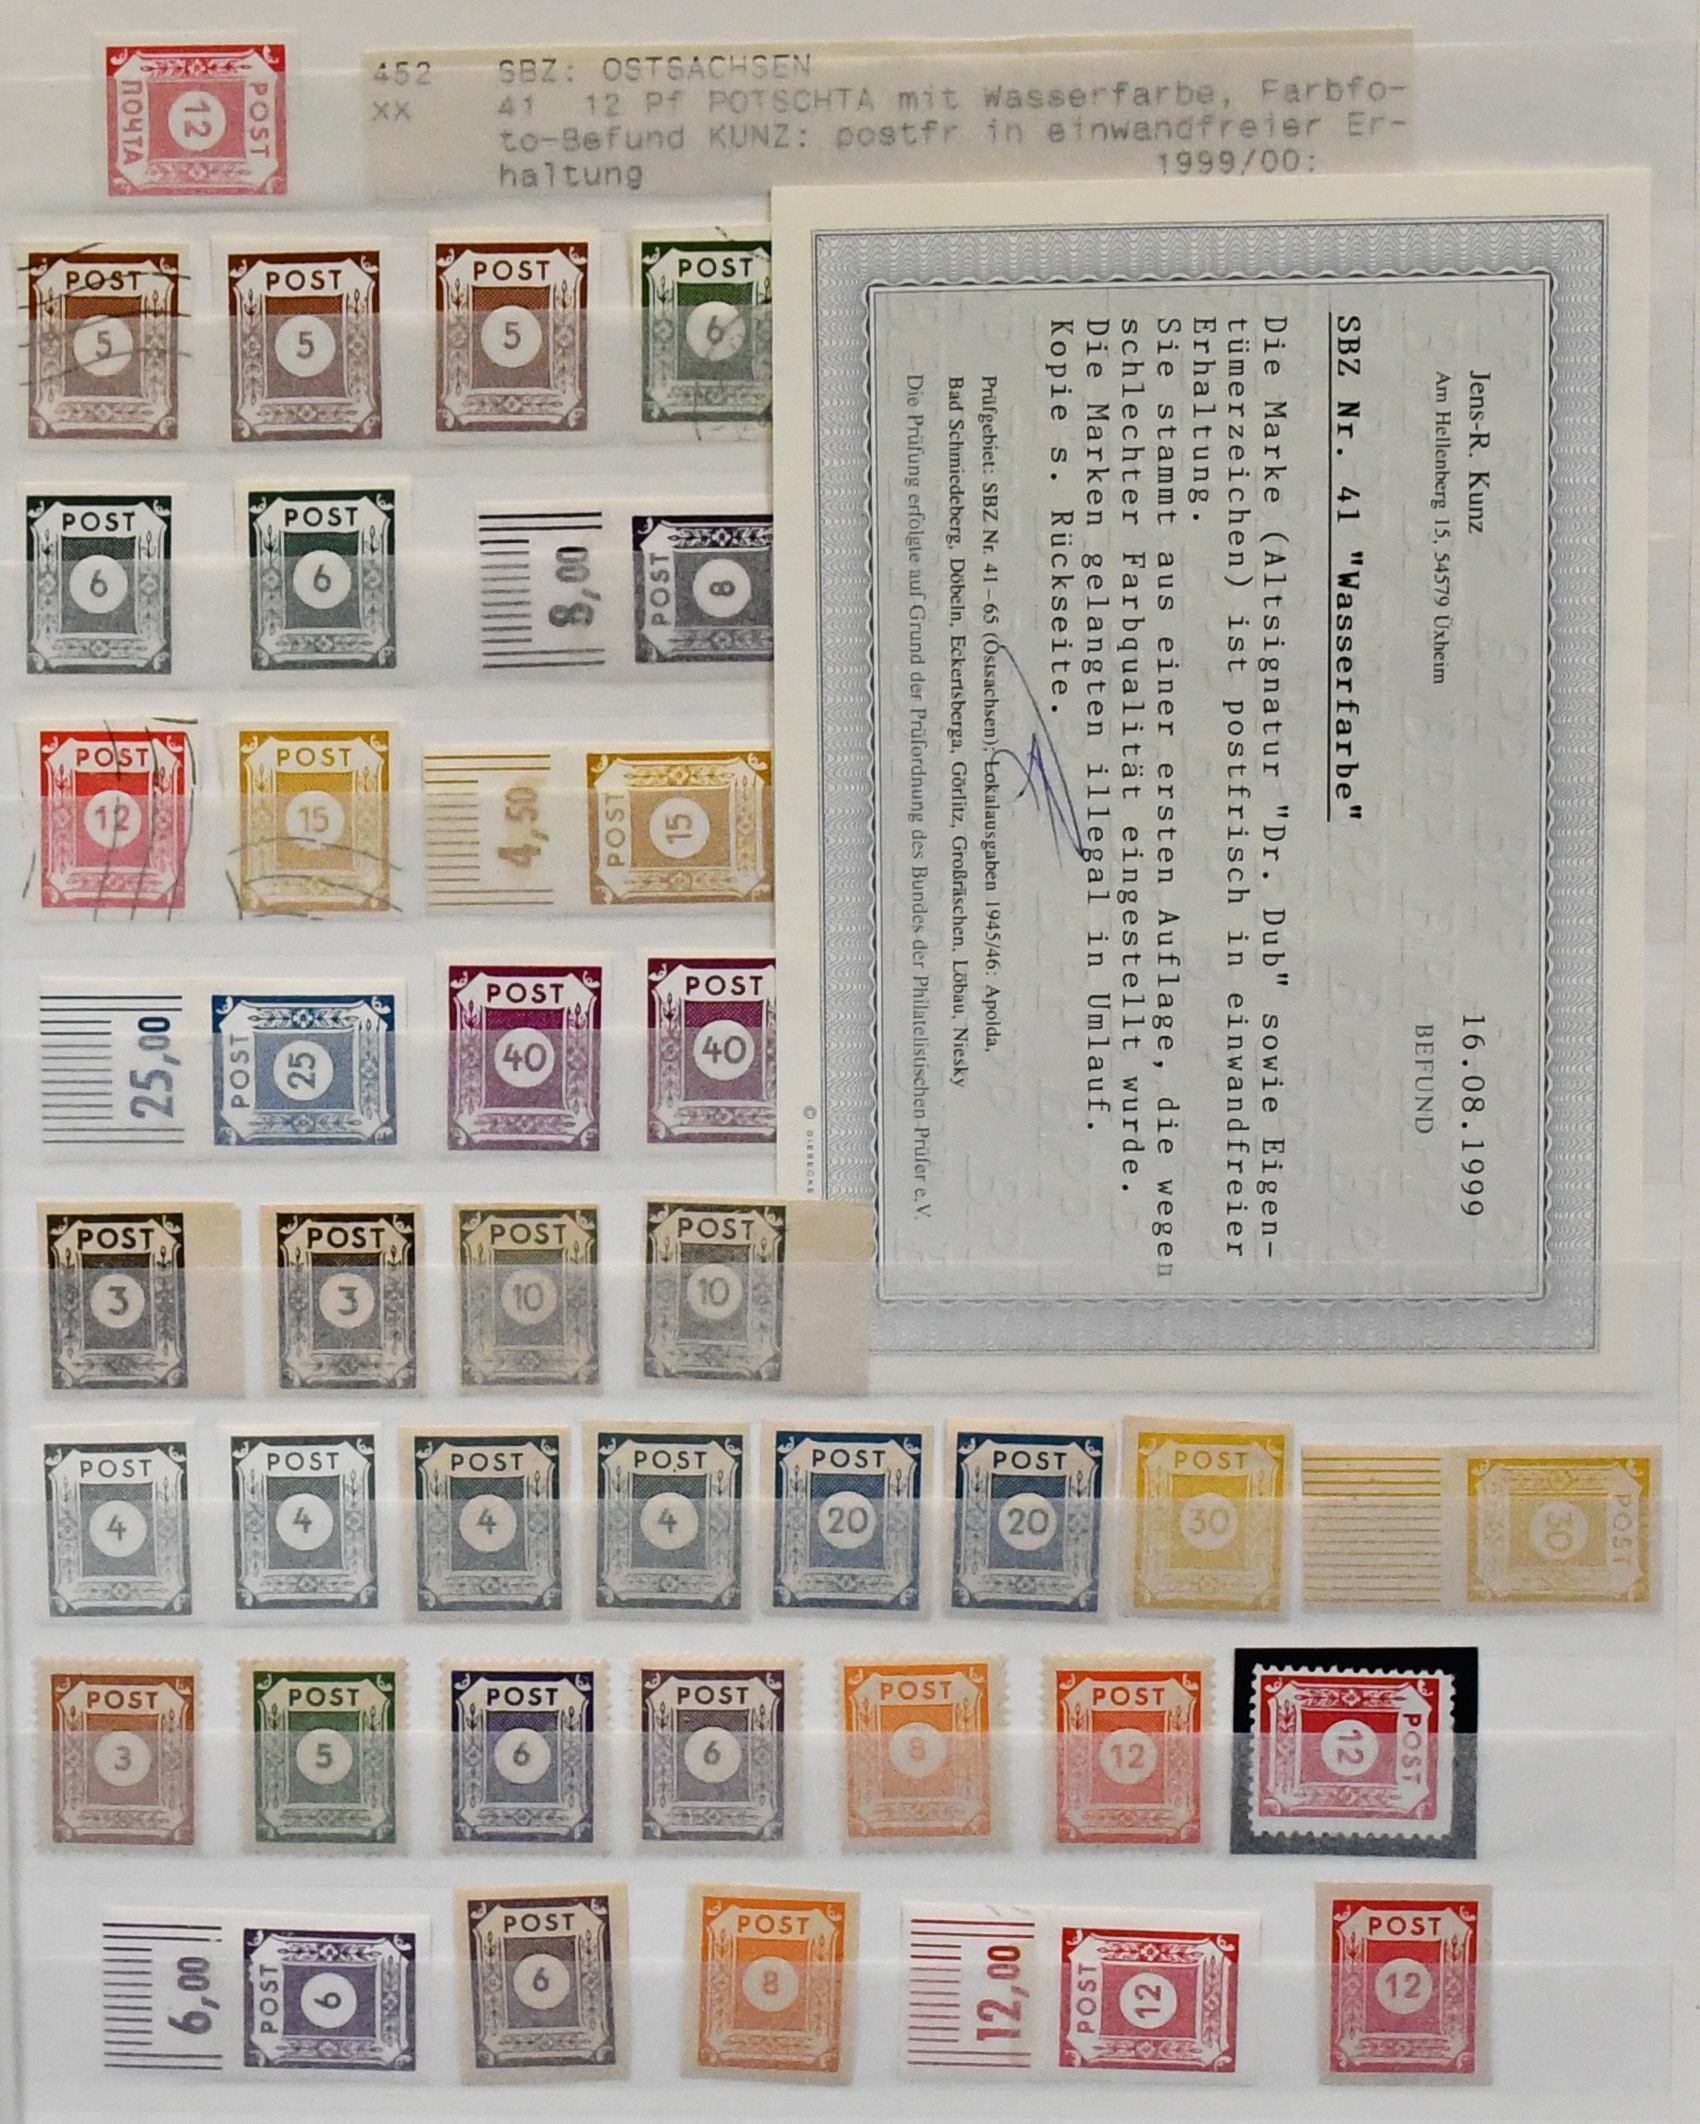 POST
12
ПОЧТА
452 SBZ: OSTSACHSEN
XX 41 12 Pf POTSCHTA mit Wasserfarbe, Farbfo-
to-Befund KUNZ: postfr in einwandfreier Er-
haltung 1999/00:
Jens-R. Kunz 16.08.1999
Am Hellenberg 15, 54579 Üxheim BEFUND
SBZ Nr. 41 "Wasserfarbe"
Die Marke (Altsignatur "Dr. Dub" sowie Eigen-
tümerzeichen) ist postfrisch in einwandfreier
Erhaltung.
Sie stammt aus einer ersten Auflage, die wegen
schlechter Farbqualität eingestellt wurde.
Die Marken gelangten illegal in Umlauf.
Kopie s. Rückseite.
Prüfgebiet: SBZ Nr. 41 – 65 (Ostsachsen); Lokalausgaben 1945/46: Apolda,
Bad Schmiedeberg, Döbeln, Eckertsberga, Görlitz, Großräschen, Löbau, Niesky
Die Prüfung erfolgte auf Grund der Prüfordnung des Bundes der Philatelistischen Prüfer e.V.
© DIEBECKE
POST
5
POST
5
POST
5
POST
6
POST
6
POST
6
8,00
POST
8
POST
12
POST
15
4,50
POST
15
25,00
POST
25
POST
40
POST
40
POST
3
POST
3
POST
10
POST
10
POST
4
POST
4
POST
4
POST
4
POST
20
POST
20
POST
30
POST
30
POST
3
POST
5
POST
6
POST
6
POST
8
POST
12
POST
12
6,00
POST
6
POST
6
POST
8
12,00
POST
12
POST
12